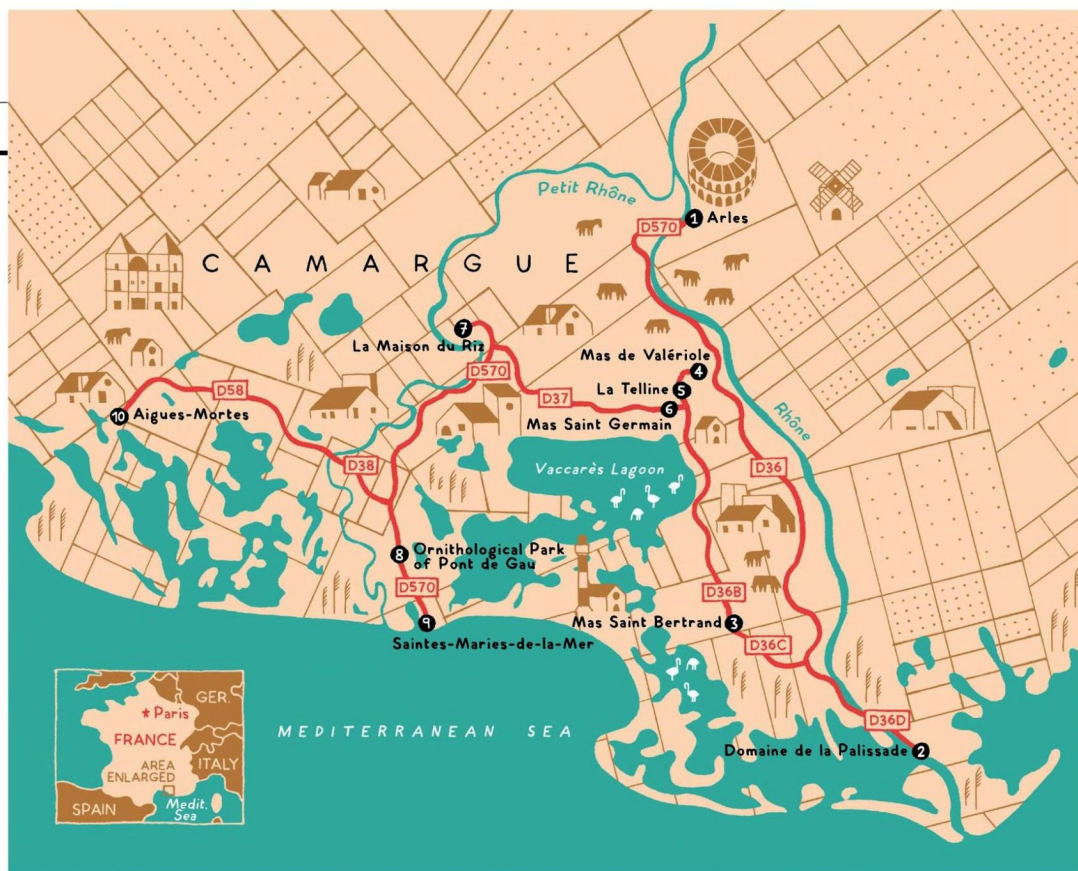 Petit Rhône
D570
1 Arles
CAMARGUE
7
La Maison du Riz
Mas de Valériole
4
D570
La Telline 5
D58
D37
6
10 Aigues-Mortes
Mas Saint Germain
Rhône
D38
Vaccarès Lagoon
D36
8 Ornithological Park
of Pont de Gau
D570
D36B
9
Mas Saint Bertrand 3
Saintes-Maries-de-la-Mer
D36C
GER.
Paris
D36D
MEDITERRANEAN SEA
FRANCE
Domaine de la Palissade 2
ITALY
AREA
ENLARGED
SPAIN
Medit.
Sea